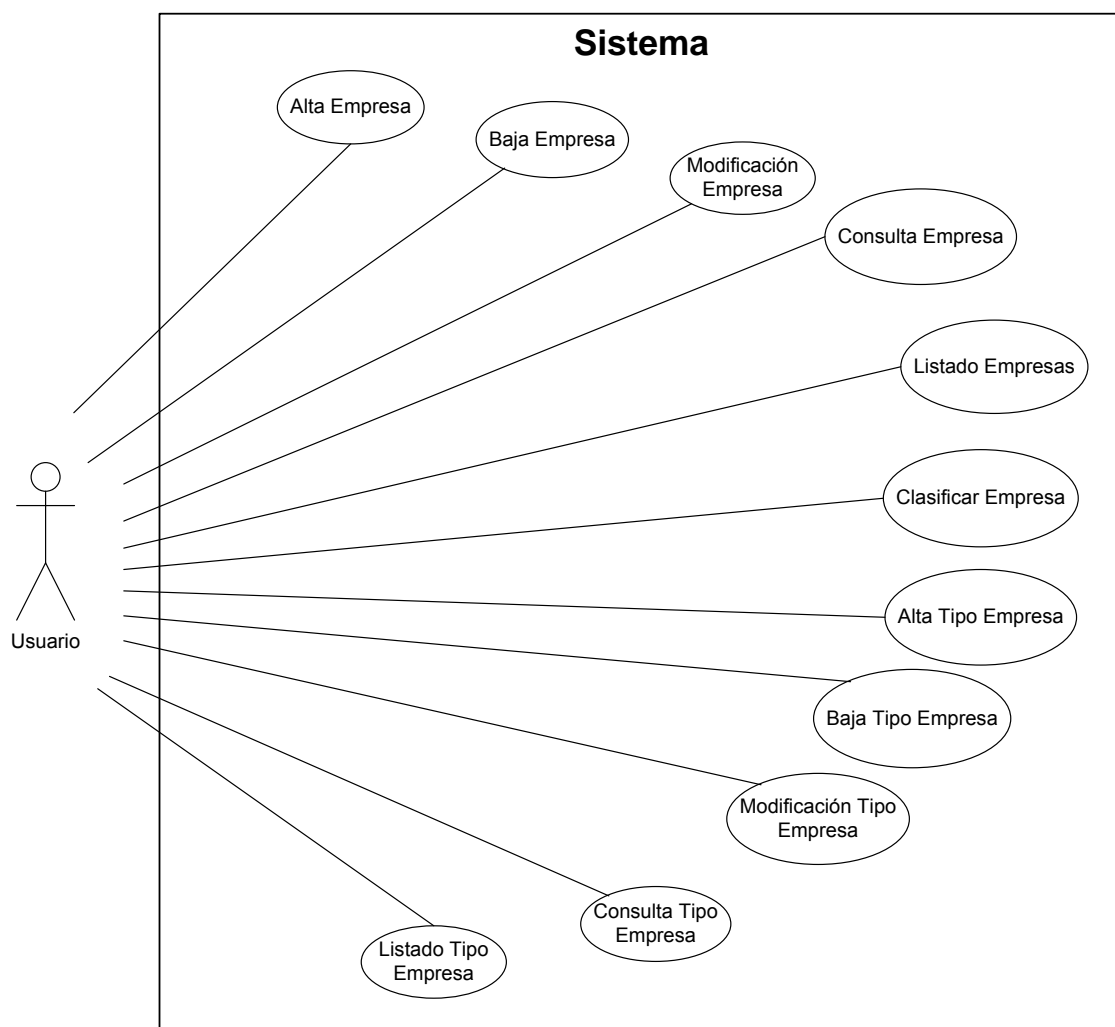 Sistema
Alta Empresa
Baja Empresa
Modificación
Empresa
Consulta Empresa
Listado Empresas
Clasificar Empresa
Alta Tipo Empresa
Usuario
Baja Tipo Empresa
Modificación Tipo
Empresa
Consulta Tipo
Empresa
Listado Tipo
Empresa